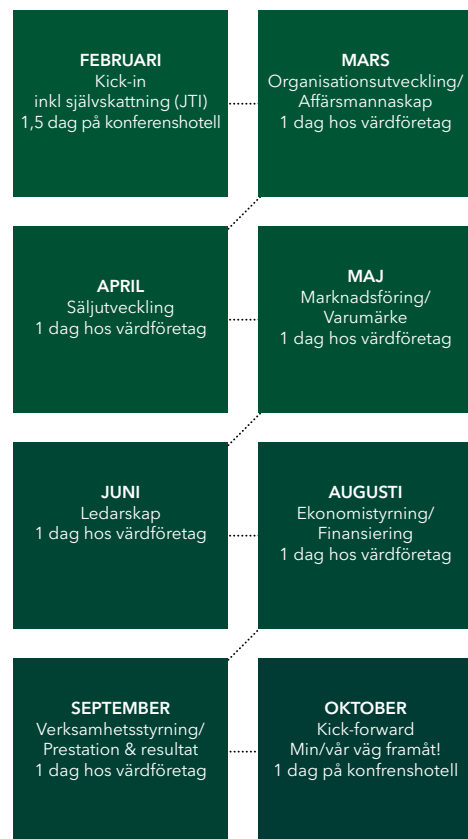 FEBRUARI
Kick-in
inkl självskattning (JTI)
1,5 dag på konferenshotell
MARS
Organisationsutveckling/
Affärsmannaskap
1 dag hos värdföretag
APRIL
Säljutveckling
1 dag hos värdföretag
MAJ
Marknadsföring/
Varumärke
1 dag hos värdföretag
JUNI
Ledarskap
1 dag hos värdföretag
AUGUSTI
Ekonomistyrning/
Finansiering
1 dag hos värdföretag
SEPTEMBER
Verksamhetsstyrning/
Prestation & resultat
1 dag hos värdföretag
OKTOBER
Kick-forward
Min/vår väg framåt!
1 dag på konfrenshotell